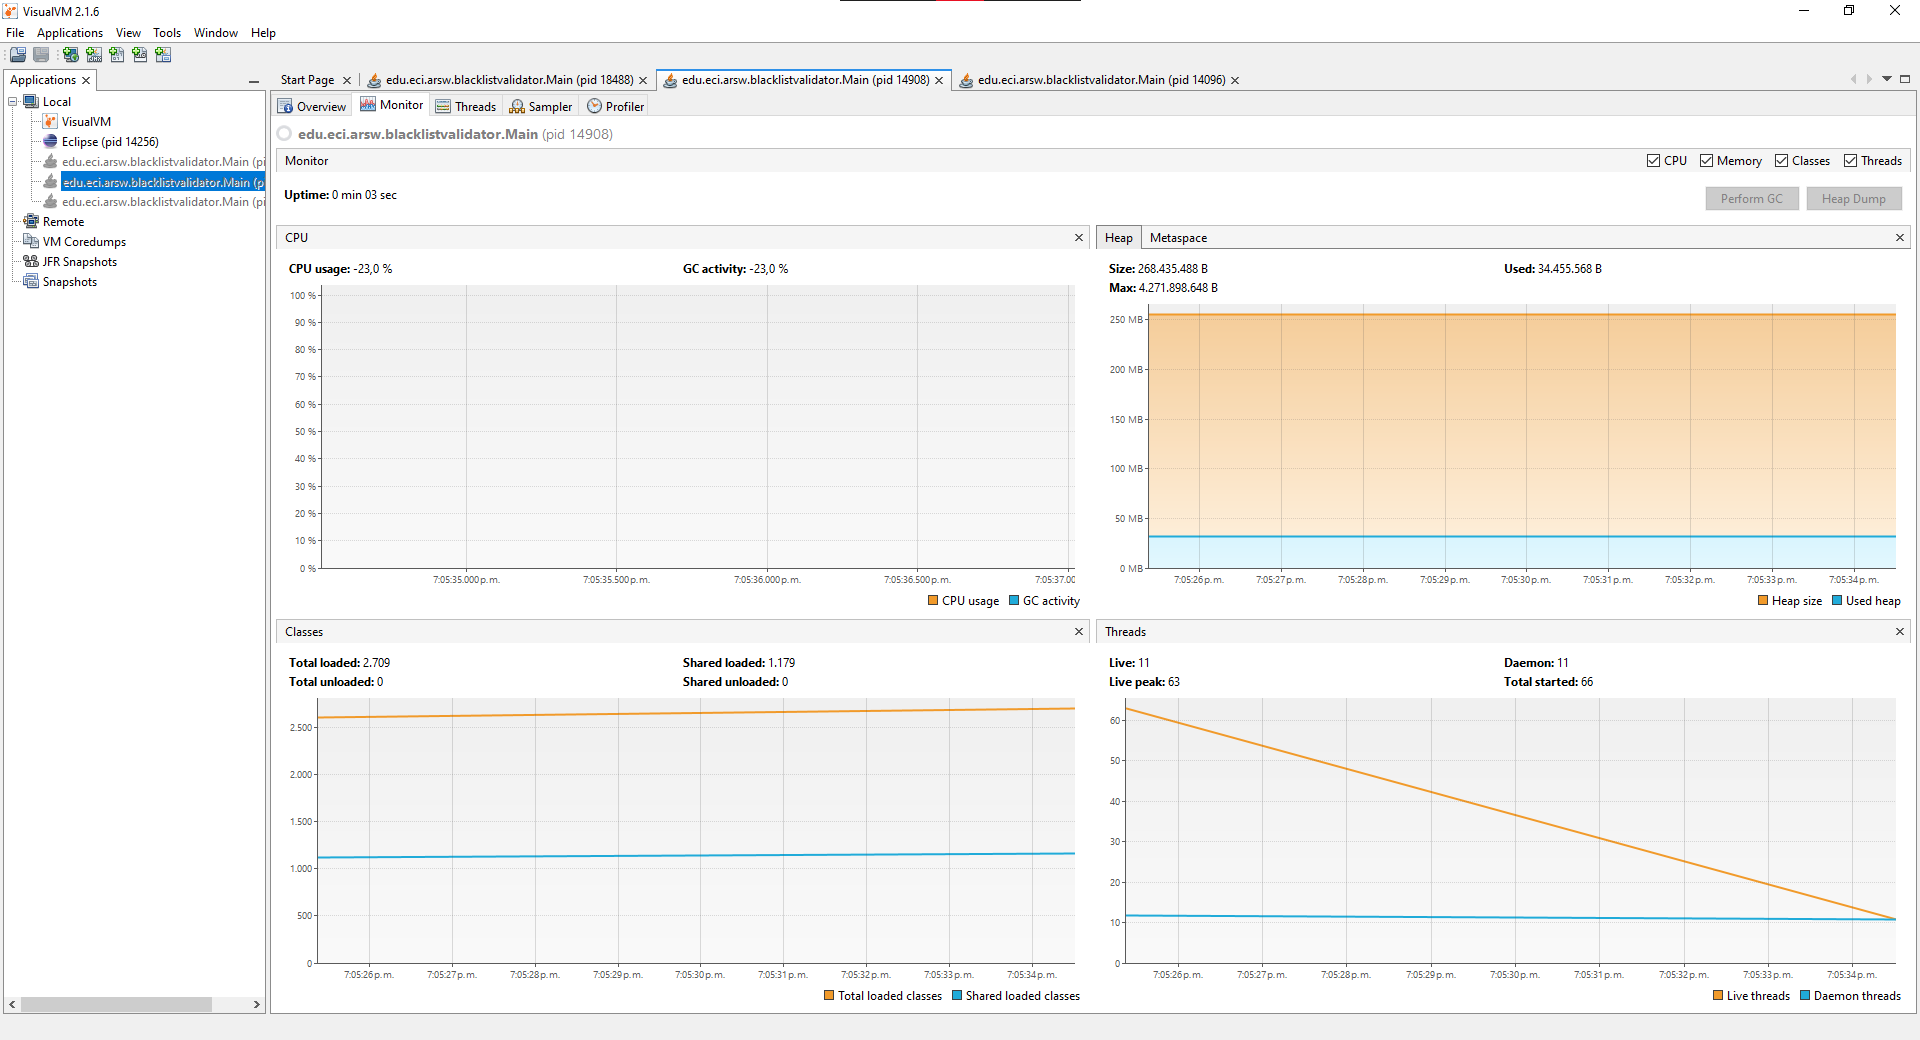 VisualVM 2.1.6
File Applications View Tools Window Help
Applications
Local
VisualVM
Eclipse (pid 14256)
edu.eci.arsw.blacklistvalidator.Main (pi
edu.eci.arsw.blacklistvalidator.Main (p
edu.eci.arsw.blacklistvalidator.Main (pi
Remote
VM Coredumps
JFR Snapshots
Snapshots
Start Page edu.eci.arsw.blacklistvalidator.Main (pid 18488) edu.eci.arsw.blacklistvalidator.Main (pid 14908) edu.eci.arsw.blacklistvalidator.Main (pid 14096)
Overview Monitor Threads Sampler Profiler
edu.eci.arsw.blacklistvalidator.Main (pid 14908)
Monitor CPU Memory Classes Threads
Uptime: 0 min 03 sec Perform GC Heap Dump
CPU
CPU usage: -23,0 % GC activity: -23,0 %
100 %
90 %
80 %
70 %
60 %
50 %
40 %
30 %
20 %
10 %
0 %
7:05:35.000 p.m. 7:05:35.500 p.m. 7:05:36.000 p.m. 7:05:36.500 p.m. 7:05:37.00
CPU usage GC activity
Heap Metaspace
Size: 268.435.488 B Used: 34.455.568 B
Max: 4.271.898.648 B
250 MB
200 MB
150 MB
100 MB
50 MB
0 MB
7:05:26 p.m. 7:05:27 p.m. 7:05:28 p.m. 7:05:29 p.m. 7:05:30 p.m. 7:05:31 p.m. 7:05:32 p.m. 7:05:33 p.m. 7:05:34 p.m.
Heap size Used heap
Classes
Total loaded: 2.709 Shared loaded: 1.179
Total unloaded: 0 Shared unloaded: 0
2.500
2.000
1.500
1.000
500
0
7:05:26 p.m. 7:05:27 p.m. 7:05:28 p.m. 7:05:29 p.m. 7:05:30 p.m. 7:05:31 p.m. 7:05:32 p.m. 7:05:33 p.m. 7:05:34 p.m.
Total loaded classes Shared loaded classes
Threads
Live: 11 Daemon: 11
Live peak: 63 Total started: 66
60
50
40
30
20
10
0
7:05:26 p.m. 7:05:27 p.m. 7:05:28 p.m. 7:05:29 p.m. 7:05:30 p.m. 7:05:31 p.m. 7:05:32 p.m. 7:05:33 p.m. 7:05:34 p.m.
Live threads Daemon threads